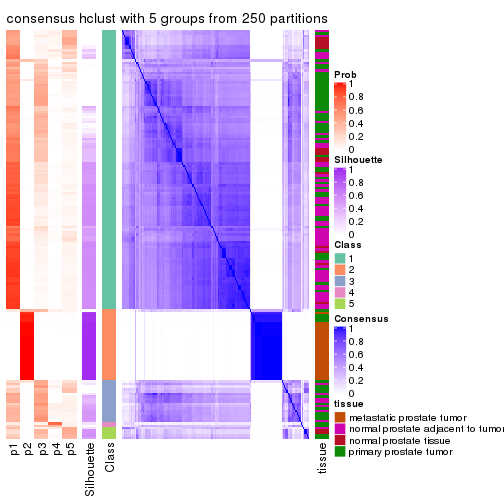 consensus hclust with 5 groups from 250 partitions
Prob
1
0.8
0.6
0.4
0.2
0
Silhouette
1
0.8
0.6
0.4
0.2
0
Class
1
2
3
4
5
Consensus
1
0.8
0.6
0.4
0.2
0
tissue
metastatic prostate tumor
normal prostate adjacent to tumor
normal prostate tissue
primary prostate tumor
p1
p2
p3
p4
p5
Silhouette
Class
tissue